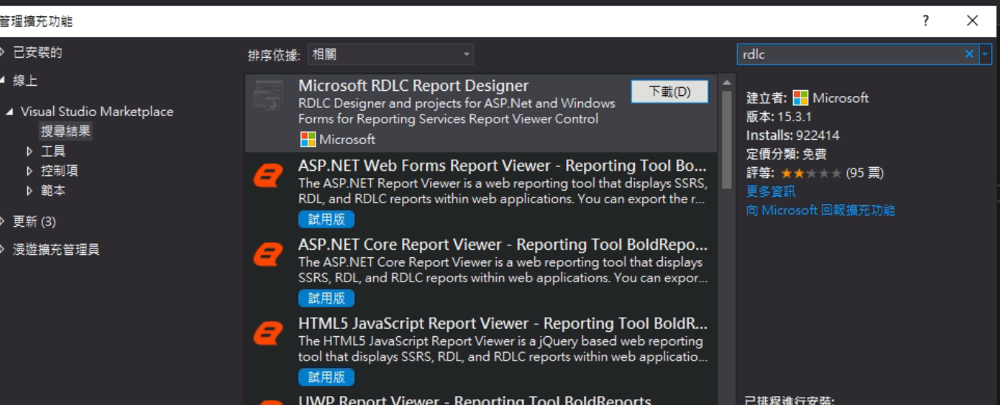 管理擴充功能
?
已安裝的
線上
Visual Studio Marketplace
搜尋結果
工具
控制項
範本
更新 (3)
漫遊擴充管理員
排序依據: 相關
Microsoft RDLC Report Designer
RDLC Designer and projects for ASP.Net and Windows
Forms for Reporting Services Report Viewer Control
Microsoft
下載(D)
ASP.NET Web Forms Report Viewer - Reporting Tool Bo...
The ASP.NET Report Viewer is a web reporting tool that displays SSRS,
RDL, and RDLC reports within web applications. You can export the r...
試用版
ASP.NET Core Report Viewer - Reporting Tool BoldRepo...
The ASP.NET Core Report Viewer is a web reporting tool that displays
SSRS, RDL, and RDLC reports within web applications. You can expor...
試用版
HTML5 JavaScript Report Viewer - Reporting Tool BoldR...
The HTML5 JavaScript Report Viewer is a jQuery based web reporting
tool that displays SSRS, RDL, and RDLC reports within web applicatio...
試用版
UWP Report Viewer - Reporting Tool BoldReports
rdlc
建立者: Microsoft
版本: 15.3.1
Installs: 922414
定價分類: 免費
評等: (95 票)
更多資訊
向 Microsoft 回報擴充功能
已排程進行安裝: